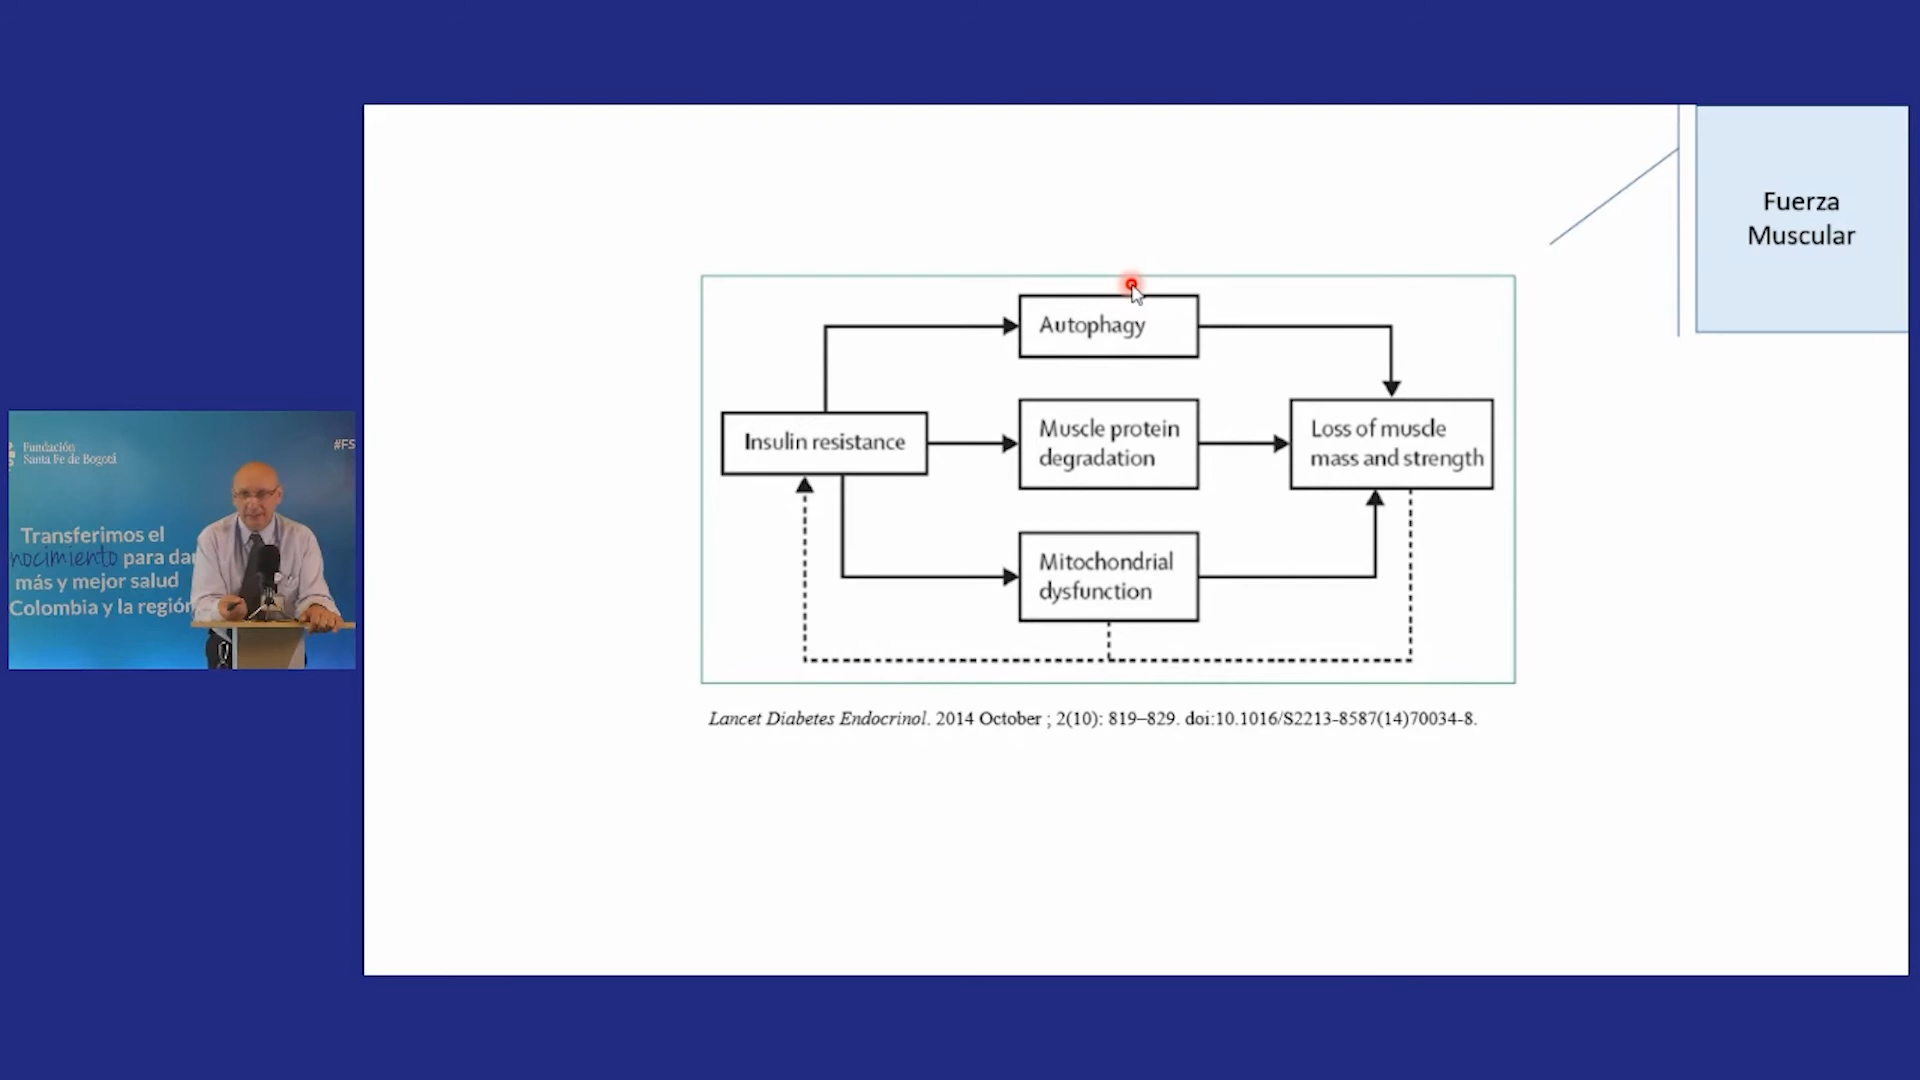 Fuerza
Muscular
Autophagy
Insulin resistance
Muscle protein
degradation
Loss of muscle
mass and strength
Mitochondrial
dysfunction
Lancet Diabetes Endocrinol. 2014 October ; 2(10): 819–829. doi:10.1016/S2213-8587(14)70034-8.
Fundación
Santa Fe de Bogotá
#FS
Transferimos el
nocimiento para dar
más y mejor salud
Colombia y la región